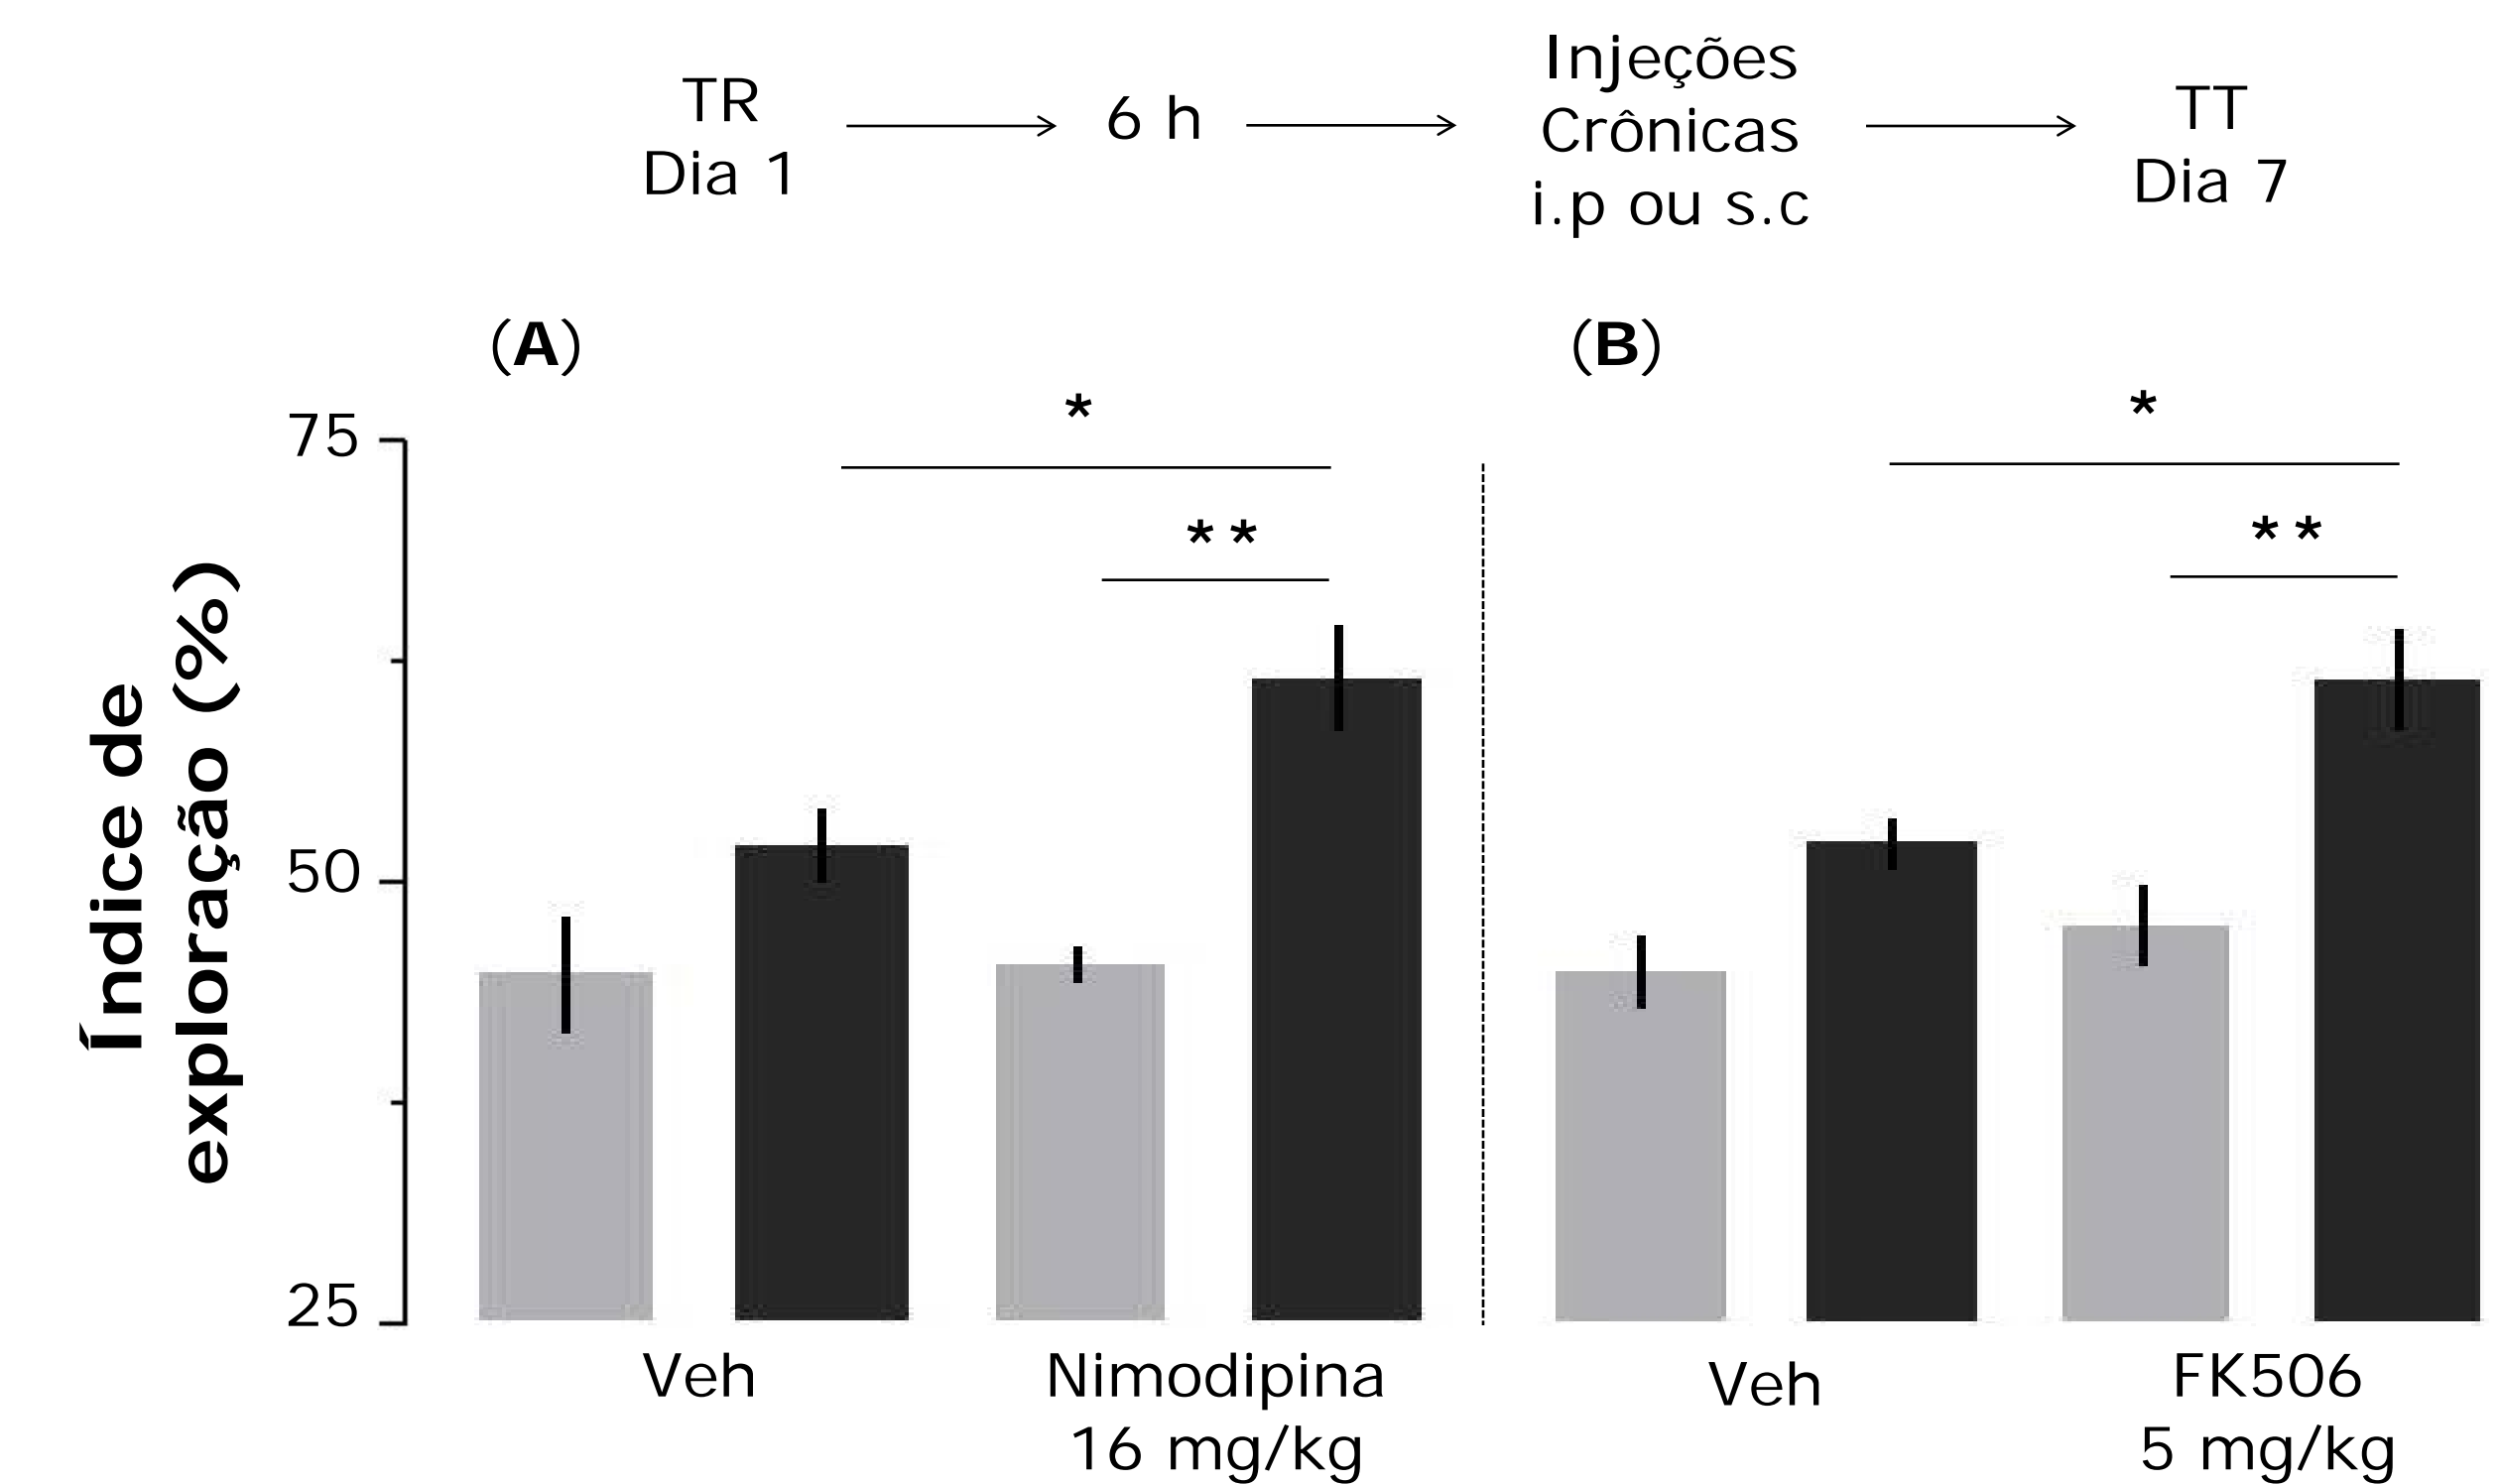 TR
Dia 1
6 h
Injeções
Crônicas
i.p ou s.c
TT
Dia 7
(A)
(B)
*
*
**
**
75
50
25
Índice de
exploração (%)
Veh
Nimodipina
16 mg/kg
Veh
FK506
5 mg/kg